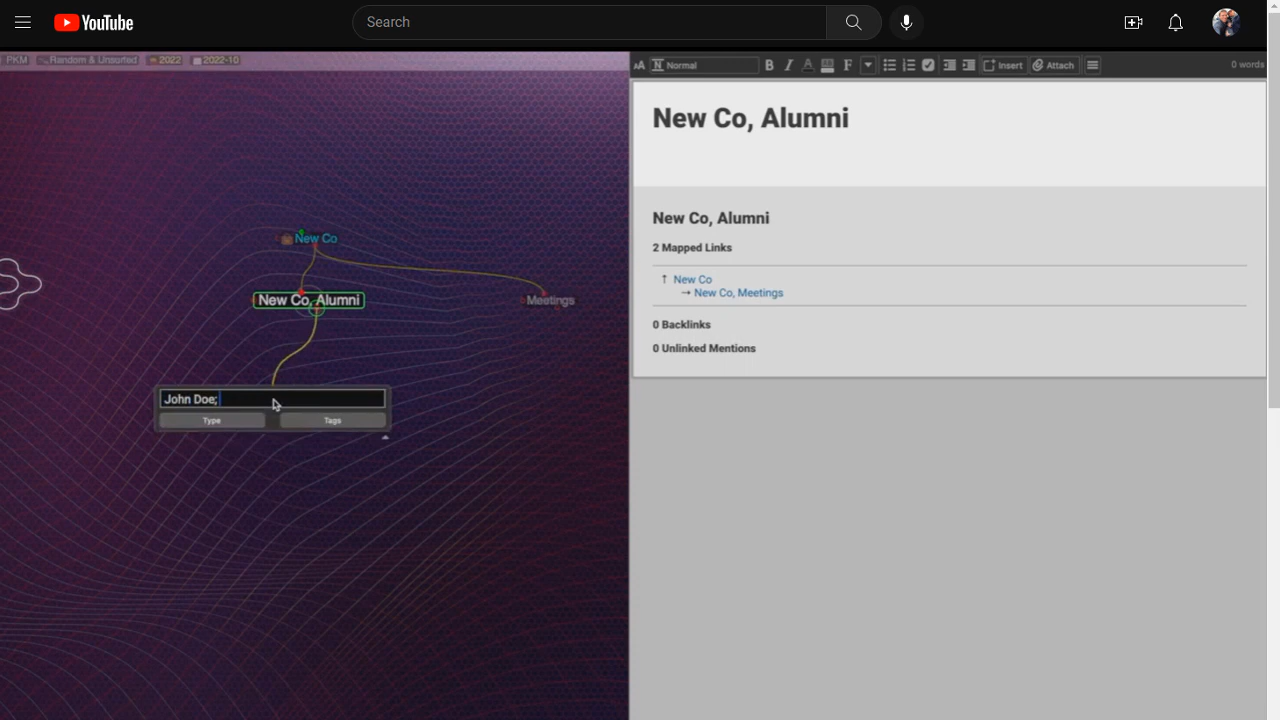 YouTube
Search
PKM Random & Unsorted 2022 2022-10
Normal B I A F Insert Attach 0 words
New Co, Alumni
New Co, Alumni
2 Mapped Links
↑ New Co
→ New Co, Meetings
0 Backlinks
0 Unlinked Mentions
New Co
New Co, Alumni
Meetings
John Doe;
Type Tags